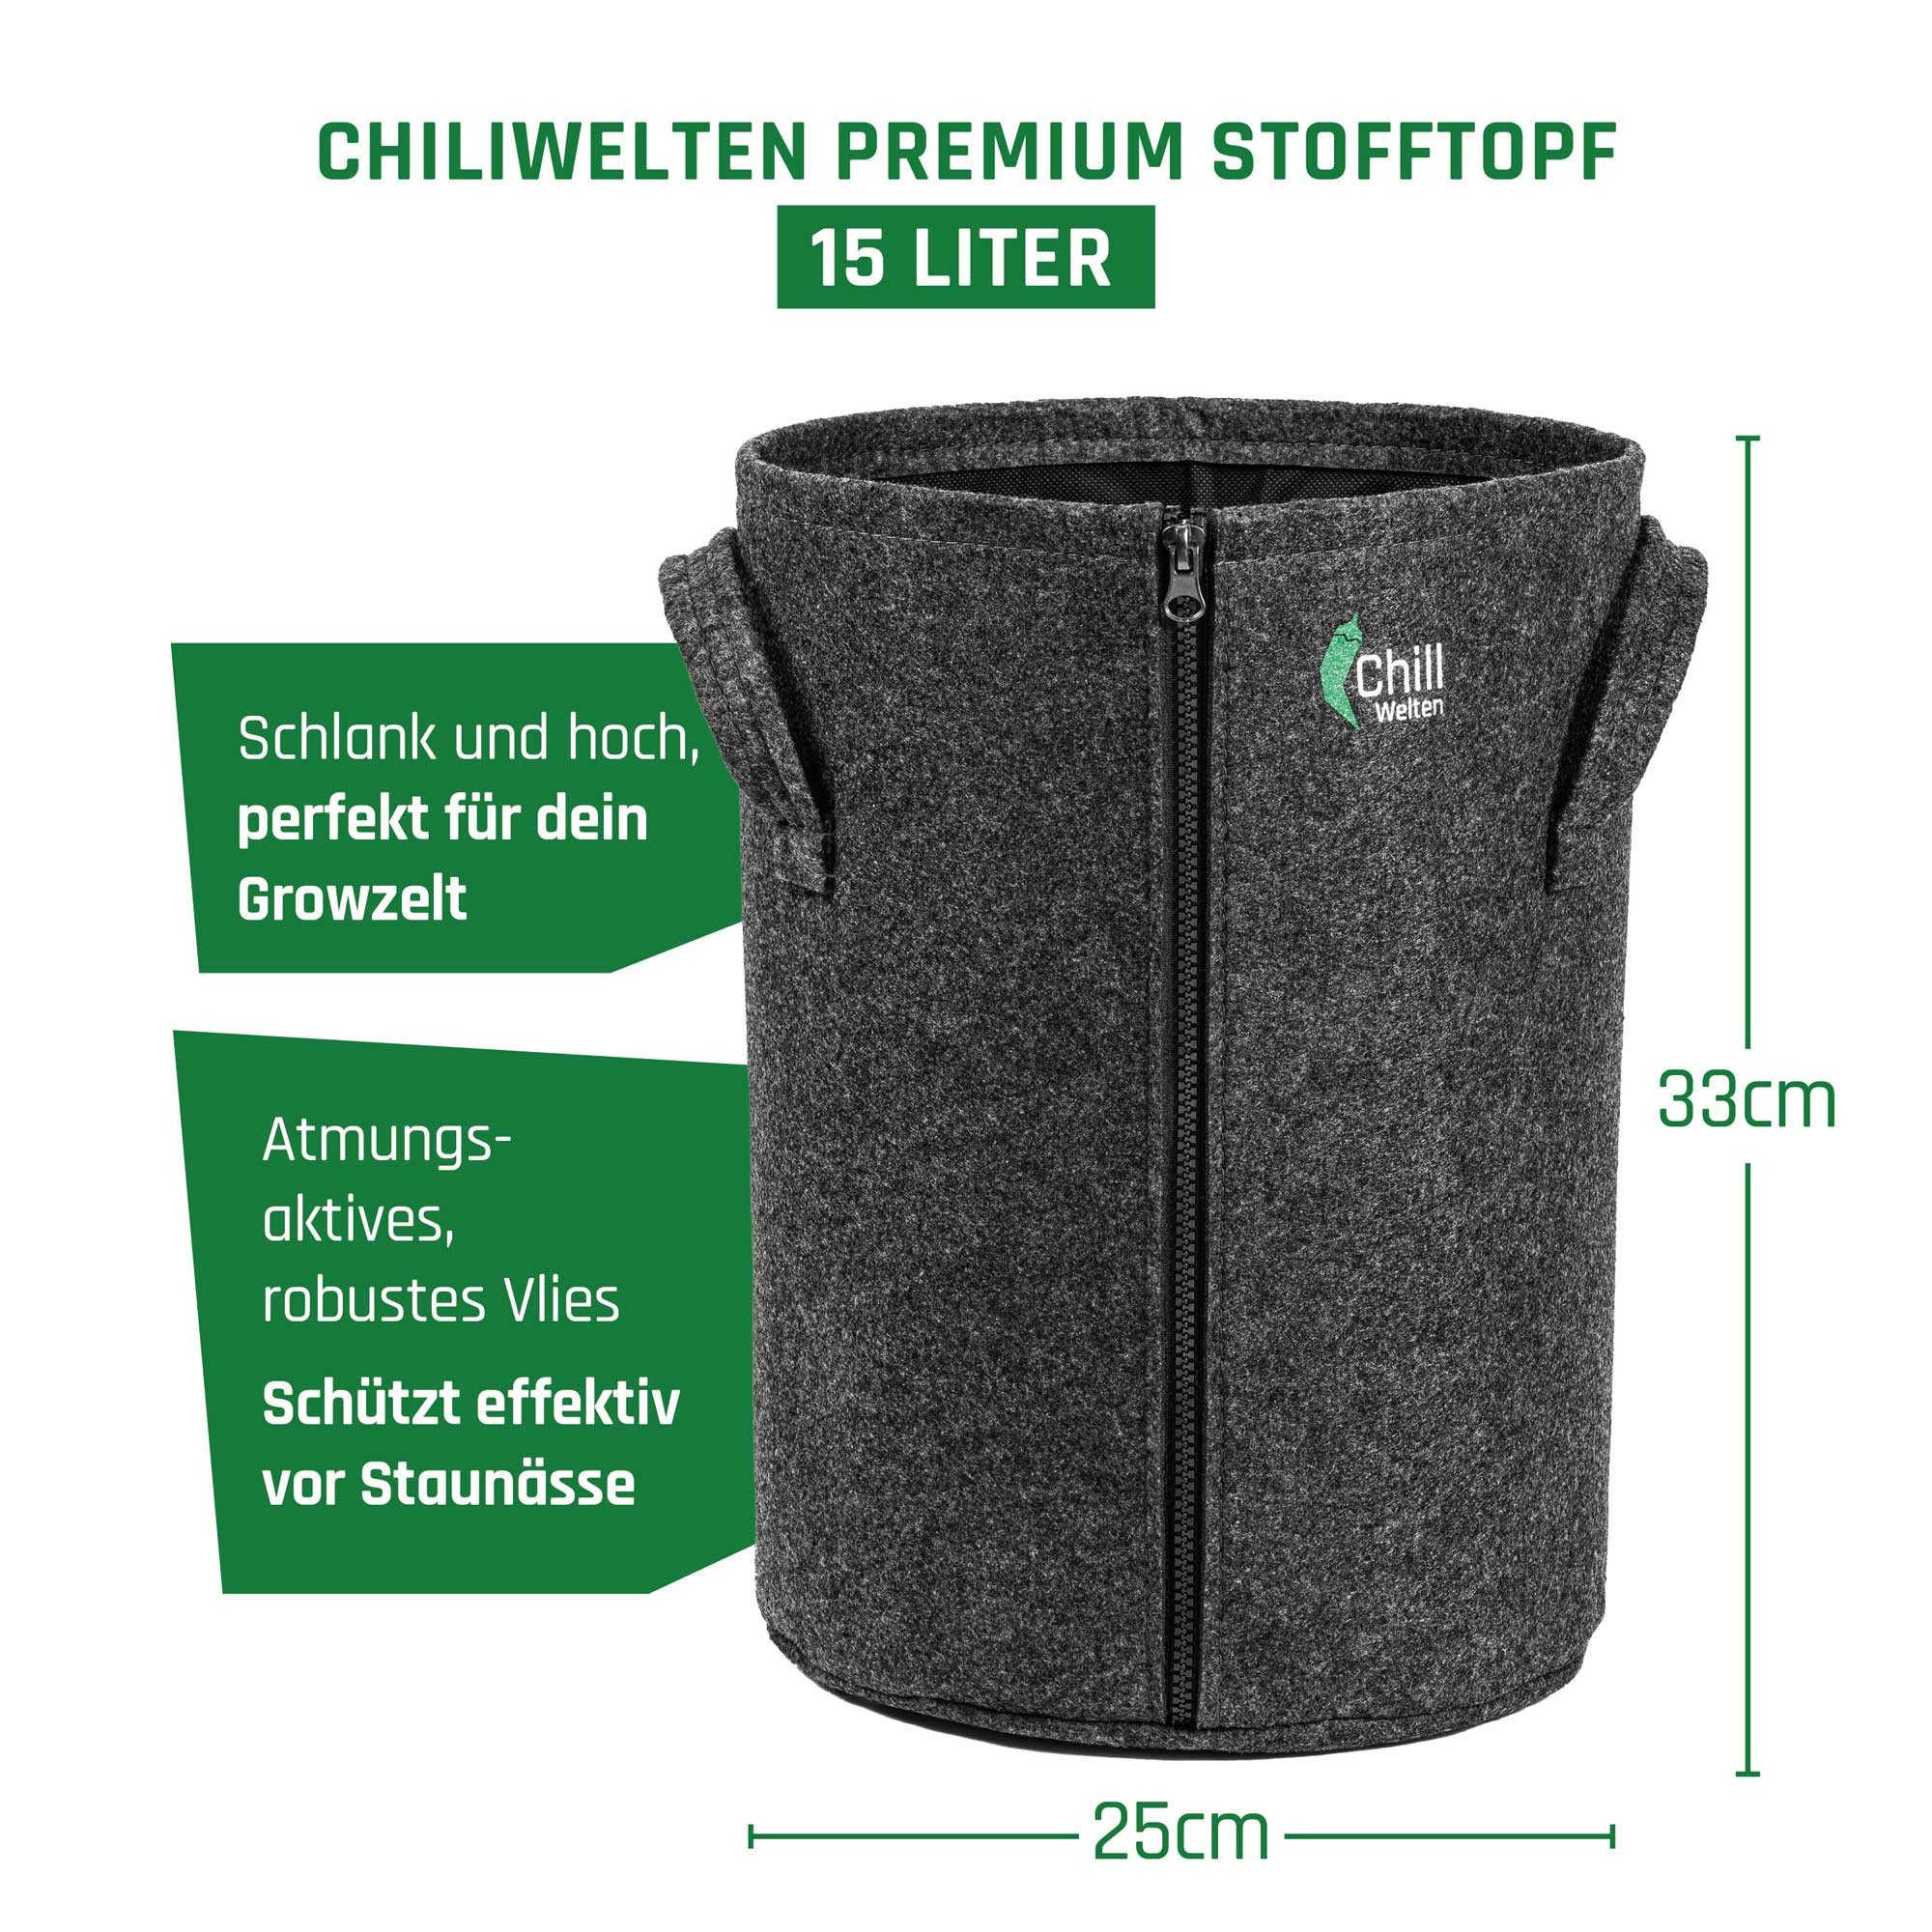 CHILIWELTEN PREMIUM STOFFTOPF
15 LITER
Chili
Welten
Schlank und hoch,
perfekt für dein
Growzelt
Atmungs-
aktives,
robustes Vlies
Schützt effektiv
vor Staunässe
33cm
25cm